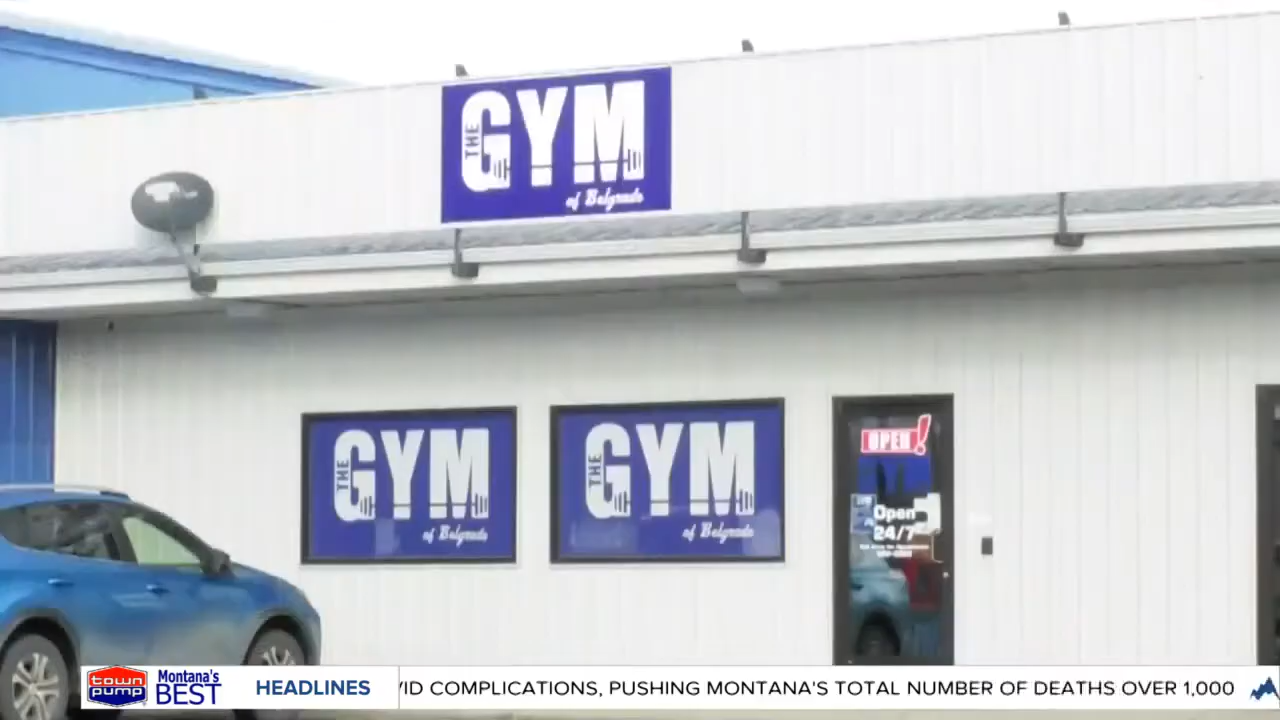 THE GYM
of Belgrade
THE GYM
of Belgrade
THE GYM
of Belgrade
OPEN!
Open
24/7
town pump
Montana's
BEST
HEADLINES
VID COMPLICATIONS, PUSHING MONTANA'S TOTAL NUMBER OF DEATHS OVER 1,000